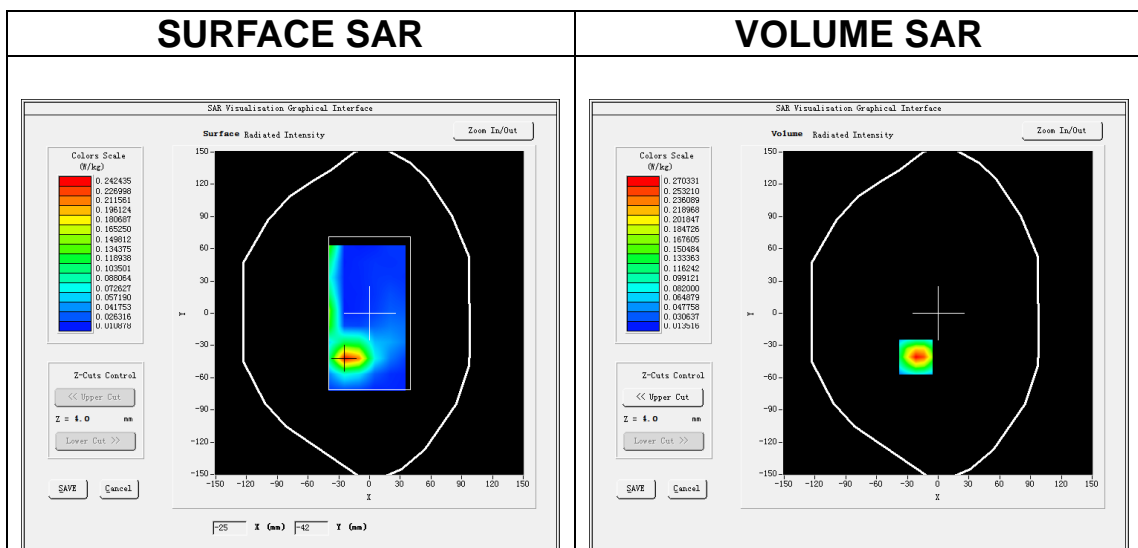 SURFACE SAR
VOLUME SAR
SAR Visualisation Graphical Interface
Surface Radiated Intensity
Zoom In/Out
Colors Scale
(W/kg)
0.242435
0.226998
0.211561
0.196124
0.180687
0.165250
0.149812
0.134375
0.118938
0.103501
0.088064
0.072627
0.057190
0.041753
0.026316
0.010878
Z-Cuts Control
<< Upper Cut
Z = 4.0 mm
Lower Cut >>
SAVE
Cancel
150
120
90
60
30
0
-30
-60
-90
-120
-150
Y
-150 -120 -90 -60 -30 0 30 60 90 120 150
X
-25 X (mm) -42 Y (mm)
SAR Visualisation Graphical Interface
Volume Radiated Intensity
Zoom In/Out
Colors Scale
(W/kg)
0.270331
0.253210
0.236089
0.218968
0.201847
0.184726
0.167605
0.150484
0.133363
0.116242
0.099121
0.082000
0.064879
0.047758
0.030637
0.013516
Z-Cuts Control
<< Upper Cut
Z = 4.0 mm
Lower Cut >>
SAVE
Cancel
150
120
90
60
30
0
-30
-60
-90
-120
-150
Y
-150 -120 -90 -60 -30 0 30 60 90 120 150
X